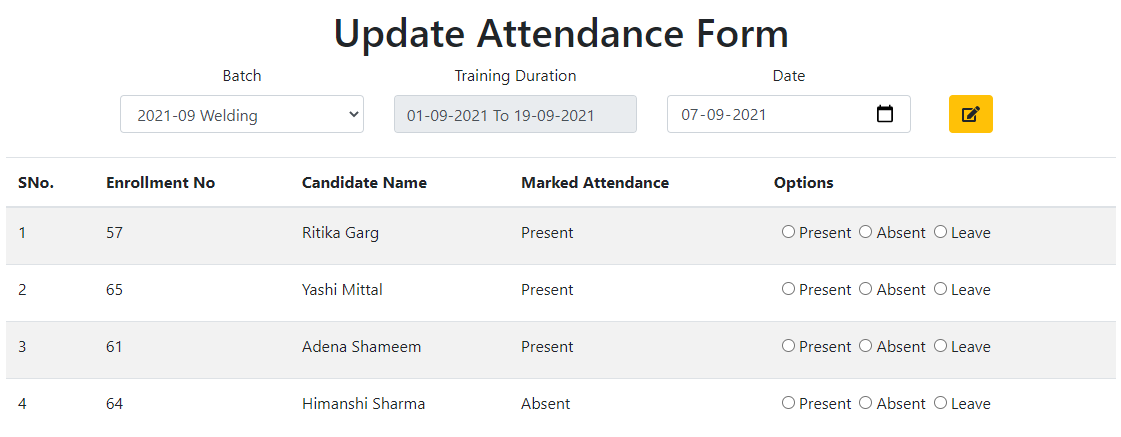 Update Attendance Form
Batch Training Duration Date
2021-09 Welding 01-09-2021 To 19-09-2021 07-09-2021
SNo. Enrollment No Candidate Name Marked Attendance Options
1 57 Ritika Garg Present Present Absent Leave
2 65 Yashi Mittal Present Present Absent Leave
3 61 Adena Shameem Present Present Absent Leave
4 64 Himanshi Sharma Absent Present Absent Leave